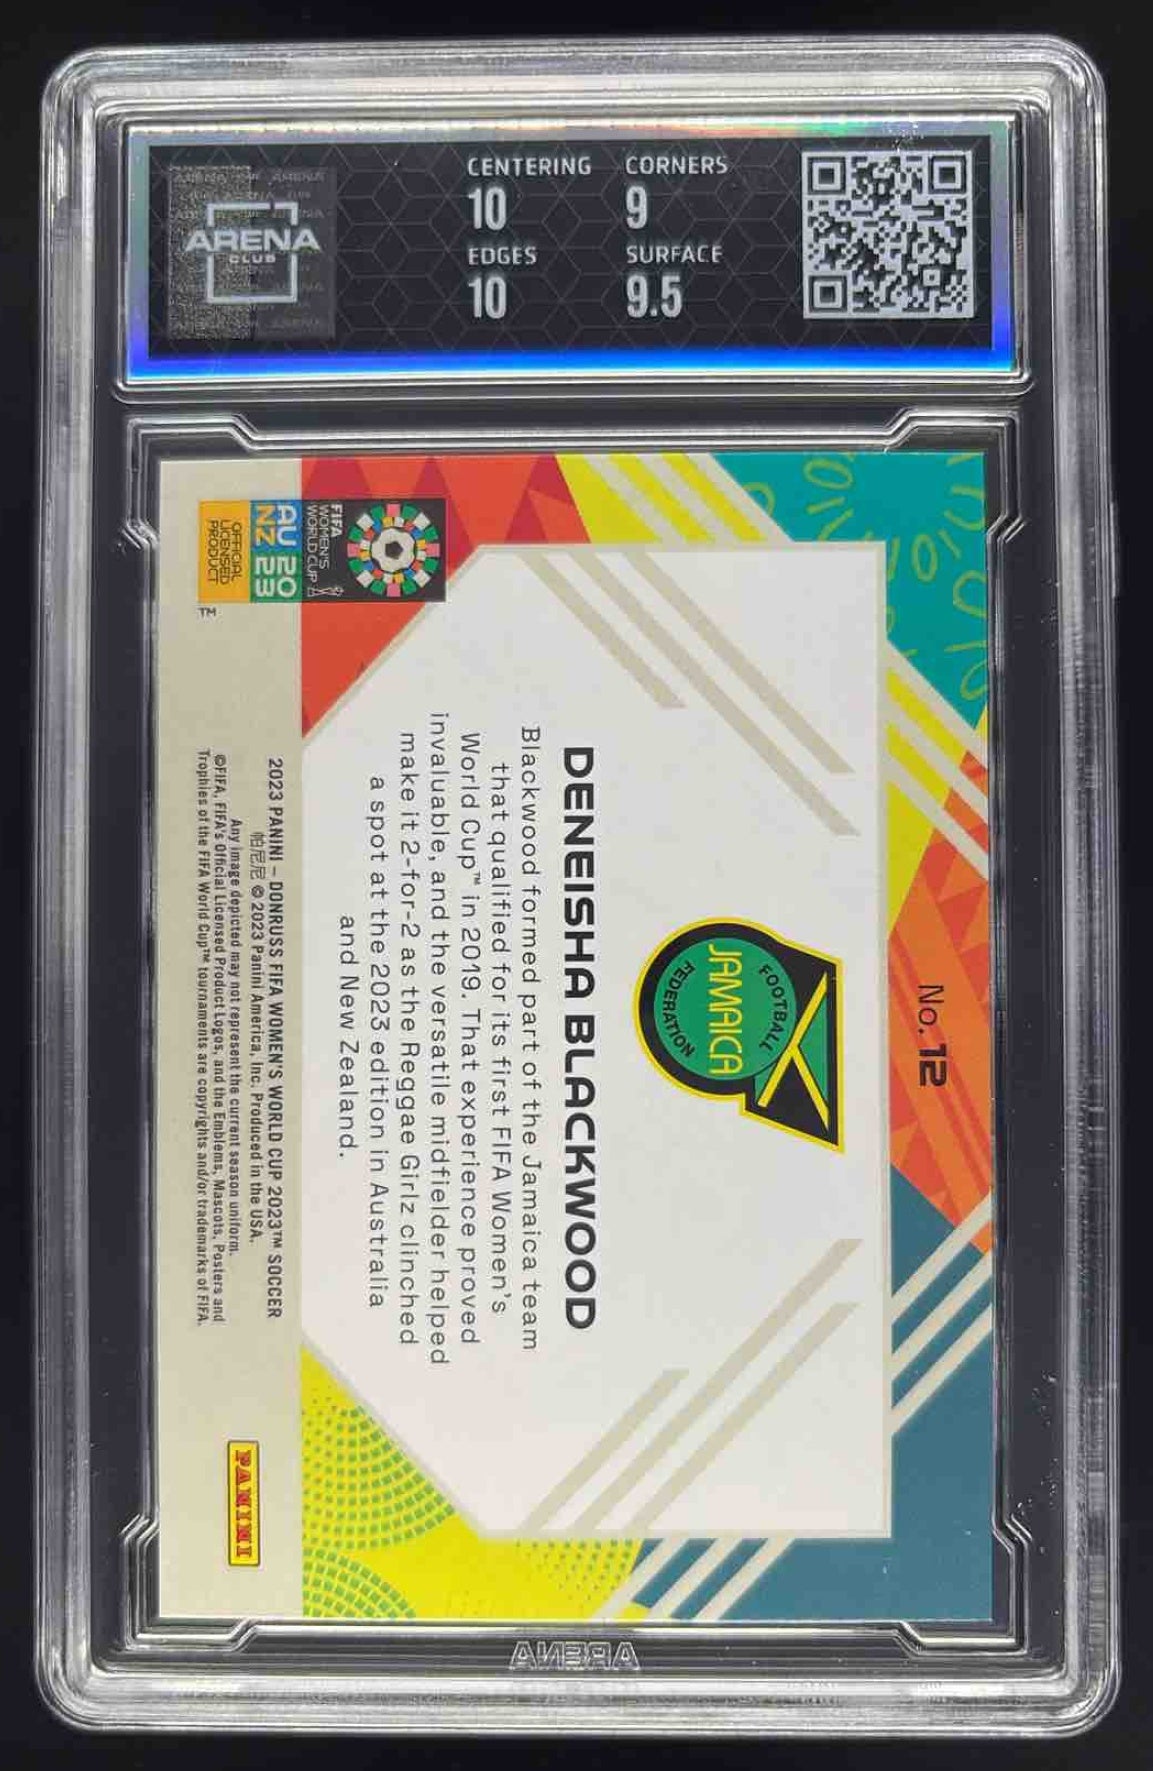 ARENA
CLUB
CENTERING
10
CORNERS
9
EDGES
10
SURFACE
9.5
No. 12
JAMAICA
FOOTBALL
FEDERATION
DENEISHA BLACKWOOD
Blackwood formed part of the Jamaica team
that qualified for its first FIFA Women's
World Cup™ in 2019. That experience proved
invaluable, and the versatile midfielder helped
make it 2-for-2 as the Reggae Girlz clinched
a spot at the 2023 edition in Australia
and New Zealand.
FIFA
WOMEN'S
WORLD CUP
AU 20
NZ 23
OFFICIAL
LICENSED
PRODUCT
TM
2023 PANINI – DONRUSS FIFA WOMEN'S WORLD CUP 2023™ SOCCER
帕尼尼 © 2023 Panini America, Inc. Produced in the USA.
Any image depicted may not represent the current season uniform.
©FIFA, FIFA's Official Licensed Product Logos, and the Emblems, Mascots, Posters and
Trophies of the FIFA World Cup™ tournaments are copyrights and/or trademarks of FIFA.
PANINI
ARENA